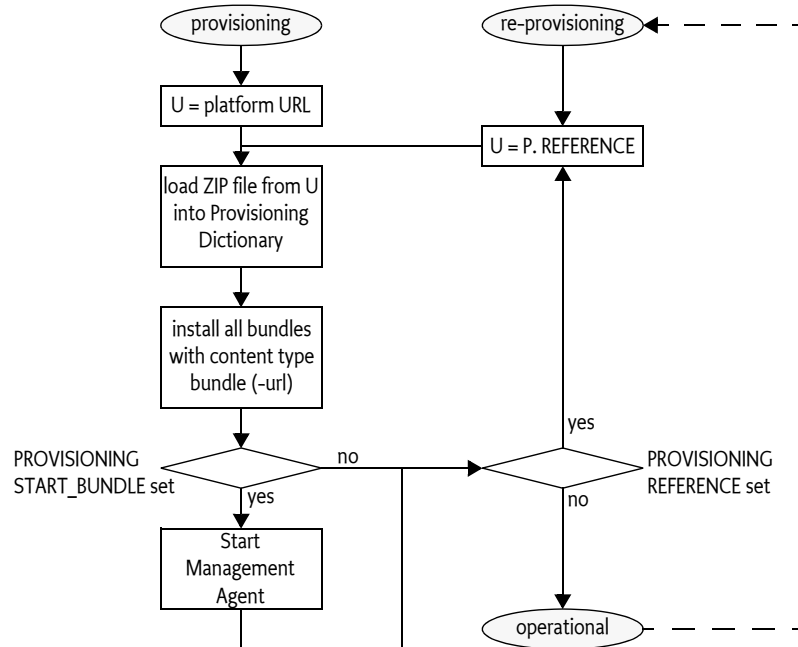 provisioning
re-provisioning
U = platform URL
U = P. REFERENCE
load ZIP file from U
into Provisioning
Dictionary
install all bundles
with content type
bundle (-url)
yes
PROVISIONING
START_BUNDLE set
no
PROVISIONING
REFERENCE set
yes
no
Start
Management
Agent
operational